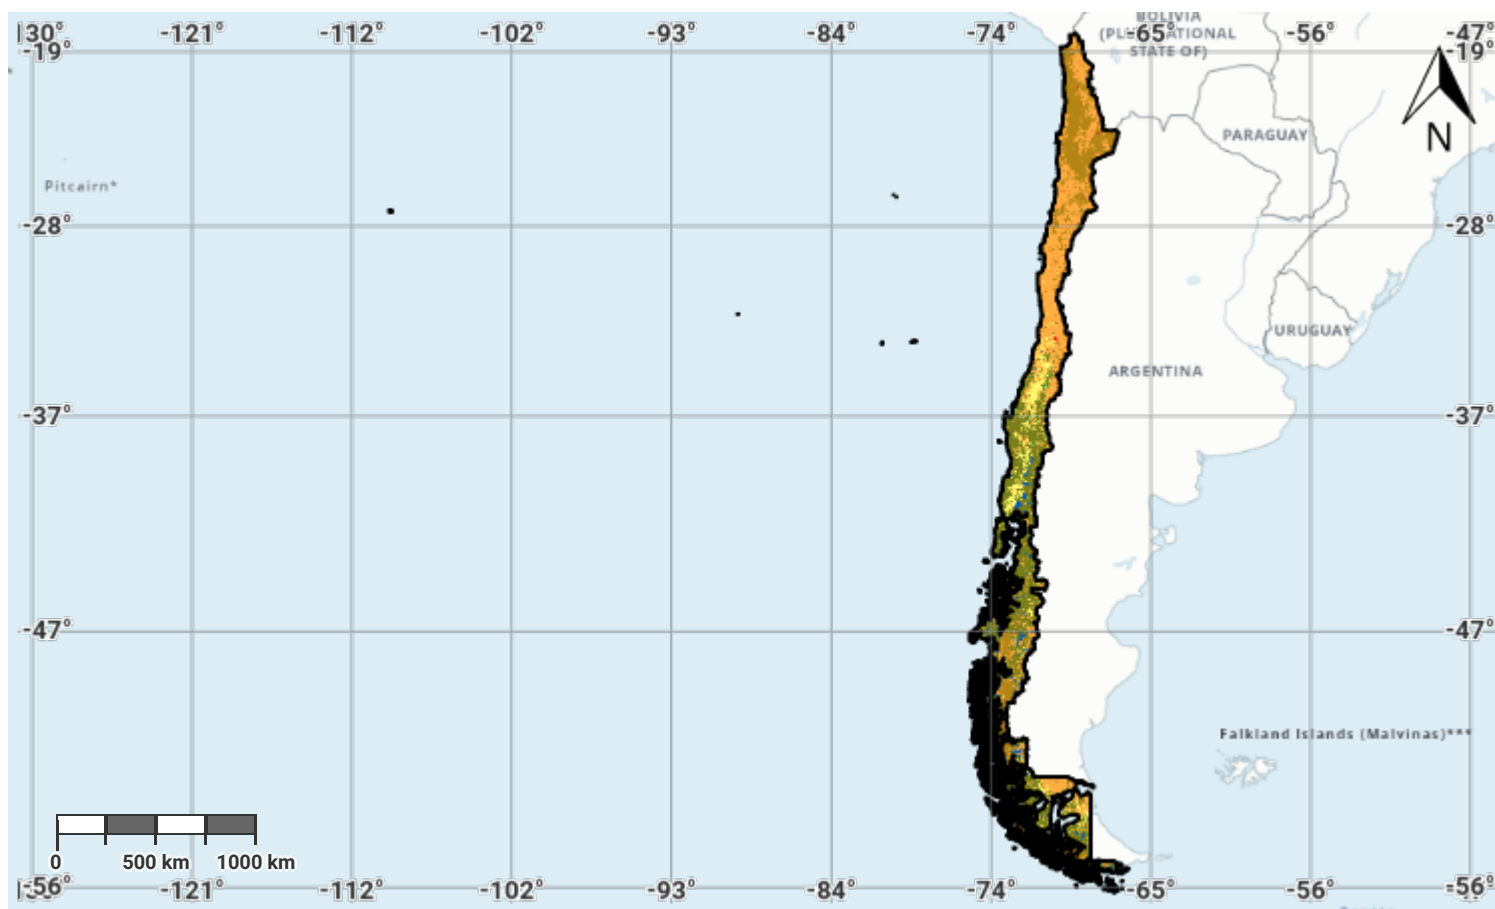 130° -121° -112° -102° -93° -84° -74° -65° -56° -47°
BOLIVIA
(PLURINATIONAL
STATE OF)
-19° -19°
N
PARAGUAY
Pitcairn*
-28° -28°
URUGUAY
ARGENTINA
-37° -37°
-47° -47°
Falkland Islands (Malvinas)***
0 500 km 1000 km
-56° -121° -112° -102° -93° -84° -74° -65° -56° -56°